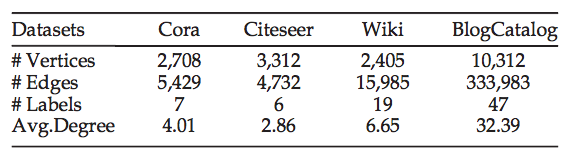 Datasets Cora Citeseer Wiki BlogCatalog
# Vertices 2,708 3,312 2,405 10,312
# Edges 5,429 4,732 15,985 333,983
# Labels 7 6 19 47
Avg.Degree 4.01 2.86 6.65 32.39